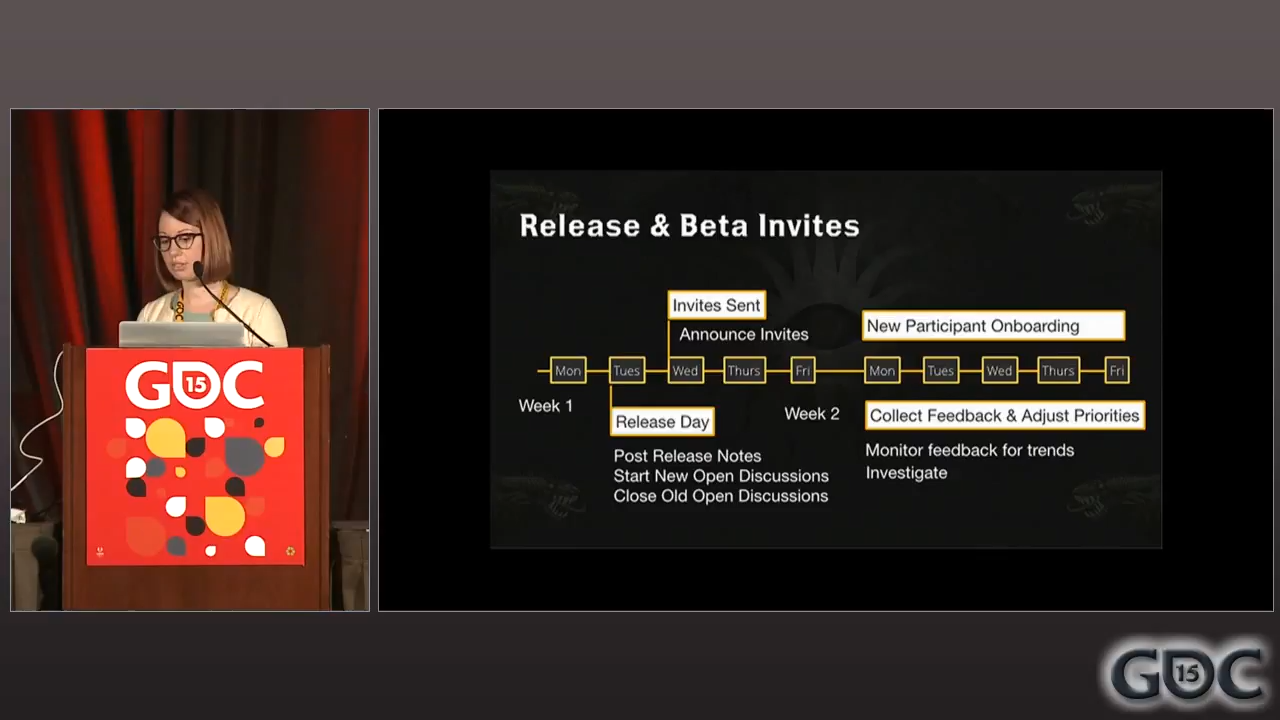 Release & Beta Invites
Invites Sent
Announce Invites
New Participant Onboarding
Mon Tues Wed Thurs Fri Mon Tues Wed Thurs Fri
Week 1
Release Day
Week 2
Collect Feedback & Adjust Priorities
Post Release Notes
Start New Open Discussions
Close Old Open Discussions
Monitor feedback for trends
Investigate
GDC 15
GDC 15